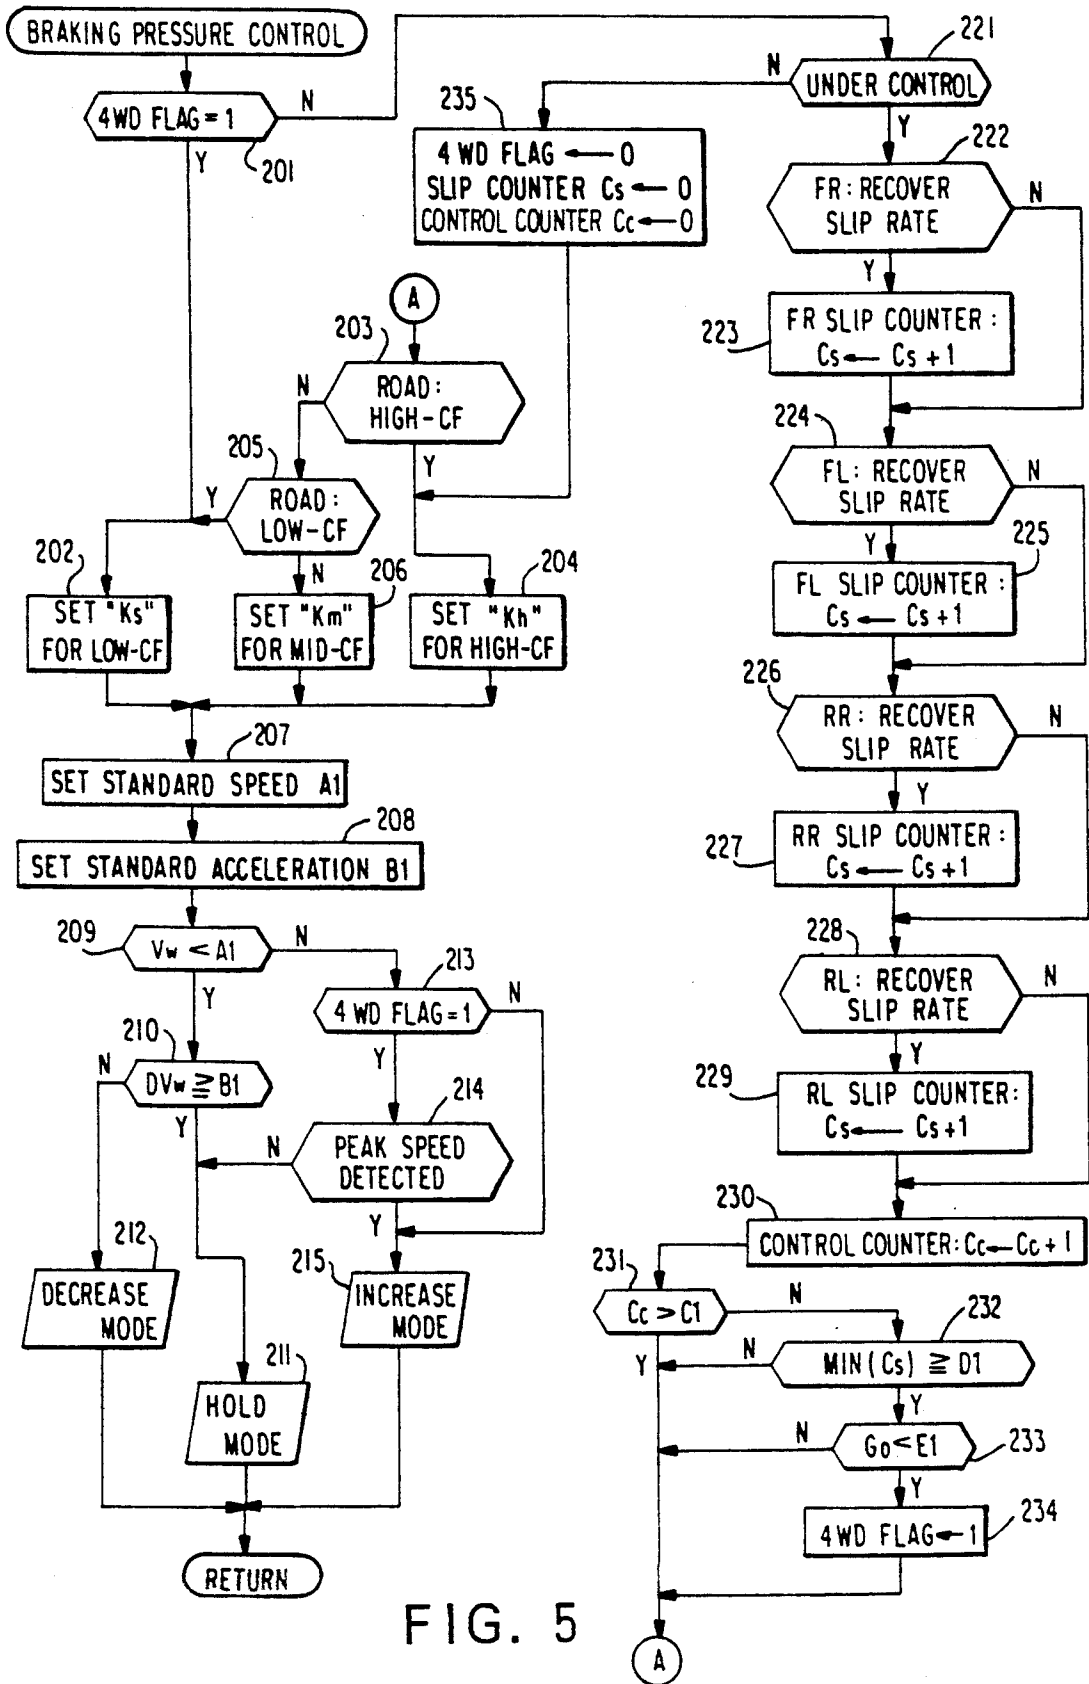 BRAKING PRESSURE CONTROL
4WD FLAG = 1
N
Y
201
221
UNDER CONTROL
N
Y
235
4 WD FLAG ← 0
SLIP COUNTER Cs ← 0
CONTROL COUNTER Cc ← 0
222
FR : RECOVER
SLIP RATE
N
Y
223
FR SLIP COUNTER :
Cs ← Cs + 1
A
203
ROAD :
HIGH-CF
N
Y
205
ROAD :
LOW-CF
Y
N
202
SET "Ks"
FOR LOW-CF
206
SET "Km"
FOR MID-CF
204
SET "Kh"
FOR HIGH-CF
224
FL : RECOVER
SLIP RATE
N
Y
225
FL SLIP COUNTER :
Cs ← Cs + 1
226
RR : RECOVER
SLIP RATE
N
Y
227
RR SLIP COUNTER :
Cs ← Cs + 1
207
SET STANDARD SPEED A1
208
SET STANDARD ACCELERATION B1
209
Vw < A1
N
Y
213
4 WD FLAG = 1
N
Y
210
DVw ≧ B1
N
Y
214
PEAK SPEED
DETECTED
N
Y
212
DECREASE
MODE
211
HOLD
MODE
215
INCREASE
MODE
RETURN
228
RL : RECOVER
SLIP RATE
N
Y
229
RL SLIP COUNTER :
Cs ← Cs + 1
230
CONTROL COUNTER : Cc ← Cc + 1
231
Cc > C1
N
Y
232
MIN ( Cs ) ≧ D1
N
Y
Go < E1
N
233
Y
4WD FLAG ← 1
234
A
FIG. 5